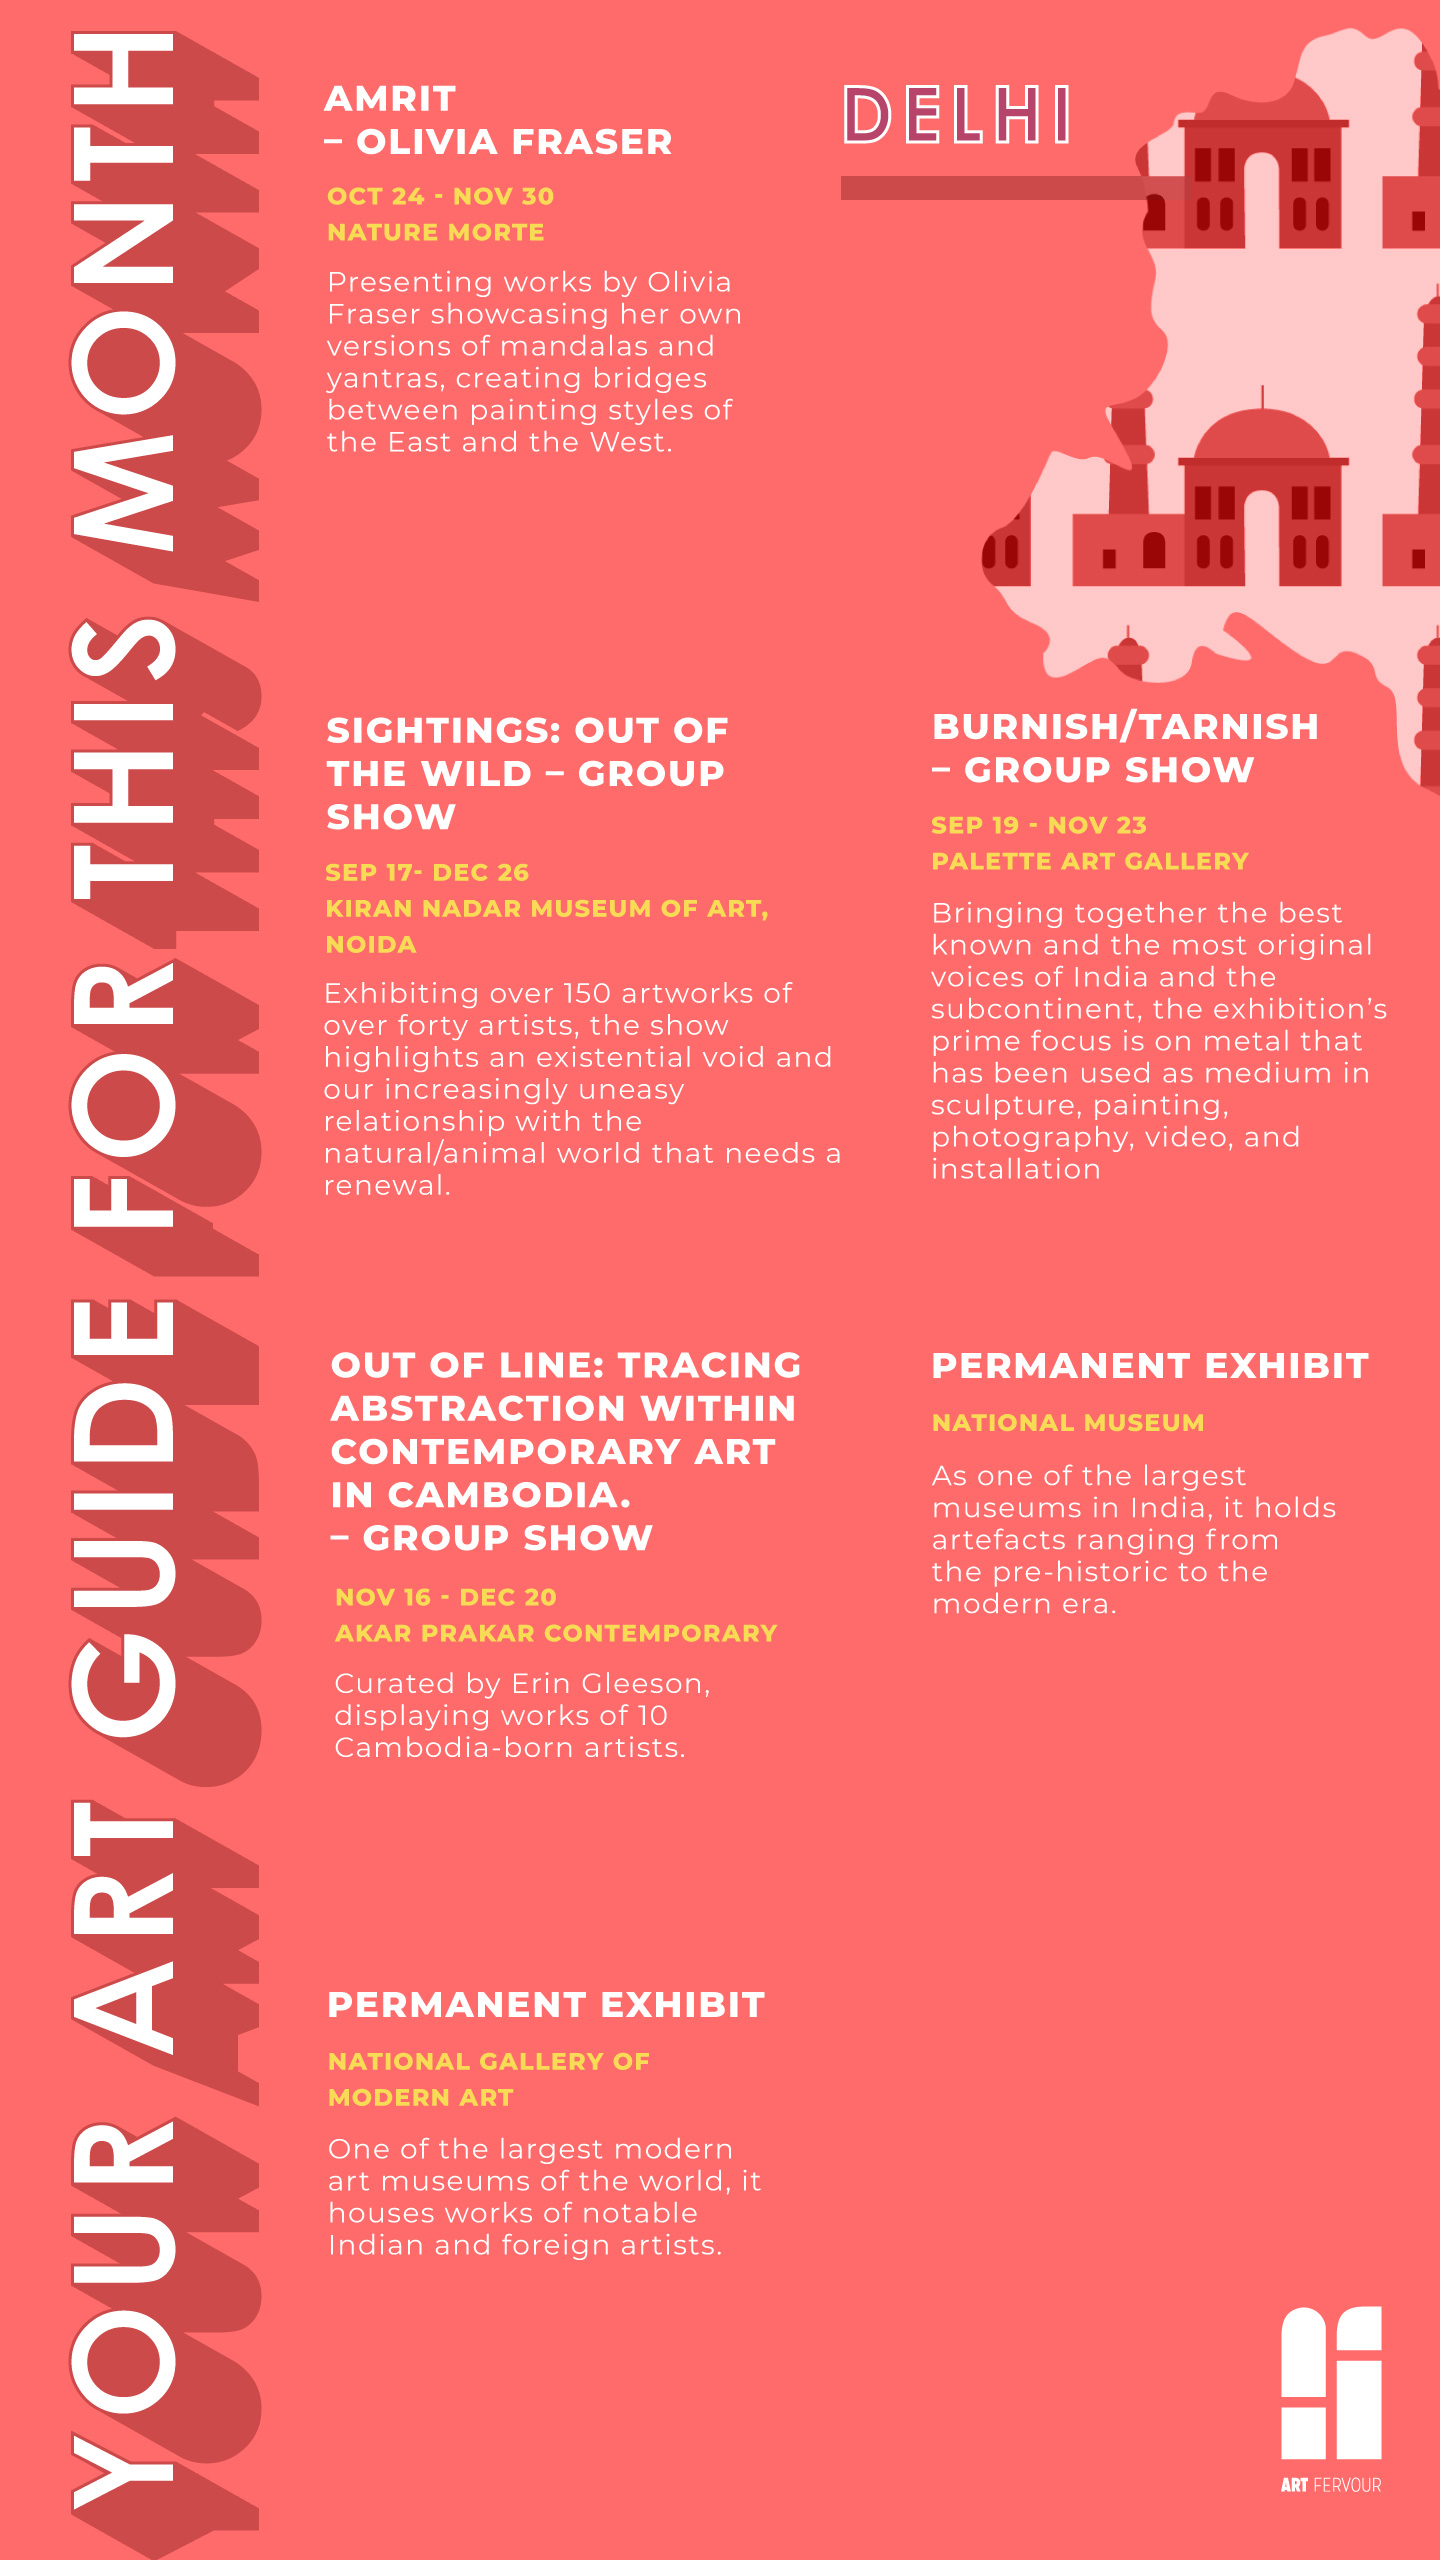 YOUR ART GUIDE FOR THIS MONTH
DELHI
AMRIT
– OLIVIA FRASER
OCT 24 - NOV 30
NATURE MORTE
Presenting works by Olivia
Fraser showcasing her own
versions of mandalas and
yantras, creating bridges
between painting styles of
the East and the West.
SIGHTINGS: OUT OF
THE WILD – GROUP
SHOW
SEP 17- DEC 26
KIRAN NADAR MUSEUM OF ART,
NOIDA
Exhibiting over 150 artworks of
over forty artists, the show
highlights an existential void and
our increasingly uneasy
relationship with the
natural/animal world that needs a
renewal.
BURNISH/TARNISH
– GROUP SHOW
SEP 19 - NOV 23
PALETTE ART GALLERY
Bringing together the best
known and the most original
voices of India and the
subcontinent, the exhibition’s
prime focus is on metal that
has been used as medium in
sculpture, painting,
photography, video, and
installation
OUT OF LINE: TRACING
ABSTRACTION WITHIN
CONTEMPORARY ART
IN CAMBODIA.
– GROUP SHOW
NOV 16 - DEC 20
AKAR PRAKAR CONTEMPORARY
Curated by Erin Gleeson,
displaying works of 10
Cambodia-born artists.
PERMANENT EXHIBIT
NATIONAL MUSEUM
As one of the largest
museums in India, it holds
artefacts ranging from
the pre-historic to the
modern era.
PERMANENT EXHIBIT
NATIONAL GALLERY OF
MODERN ART
One of the largest modern
art museums of the world, it
houses works of notable
Indian and foreign artists.
ART FERVOUR